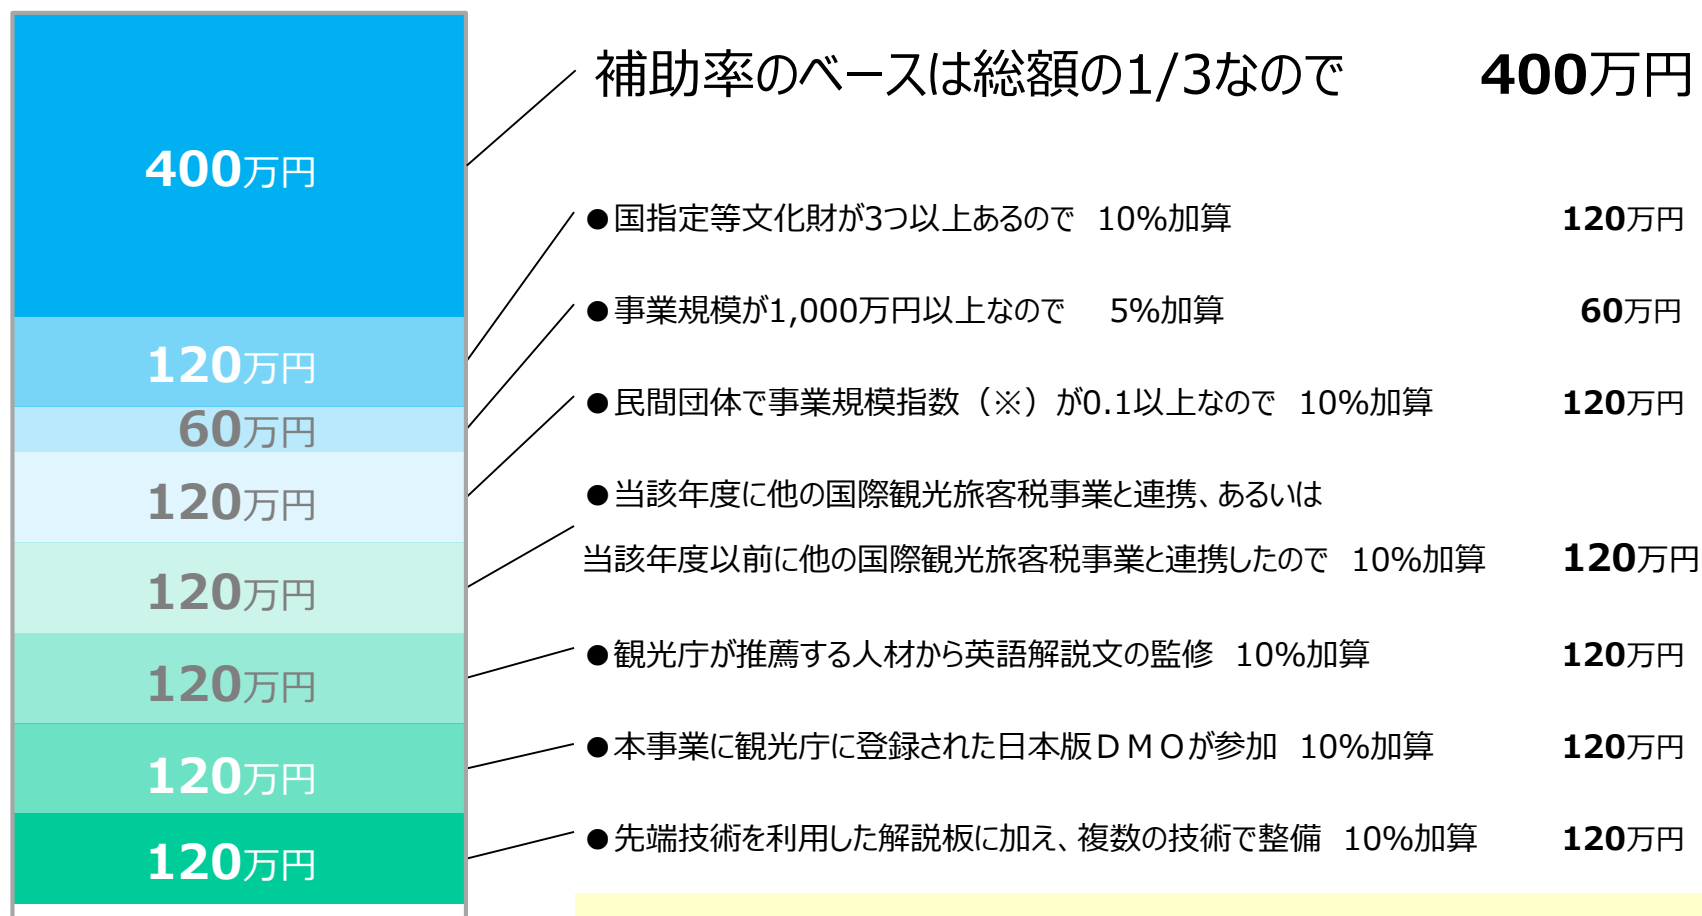 補助率のベースは総額の1/3なので 400万円
400万円
●国指定等文化財が3つ以上あるので 10%加算 120万円
120万円
●事業規模が1,000万円以上なので 5%加算 60万円
60万円
●民間団体で事業規模指数（※）が0.1以上なので 10%加算 120万円
120万円
●当該年度に他の国際観光旅客税事業と連携、あるいは
当該年度以前に他の国際観光旅客税事業と連携したので 10%加算 120万円
120万円
●観光庁が推薦する人材から英語解説文の監修 10%加算 120万円
120万円
●本事業に観光庁に登録された日本版ＤＭＯが参加 10%加算 120万円
120万円
●先端技術を利用した解説板に加え、複数の技術で整備 10%加算 120万円
120万円